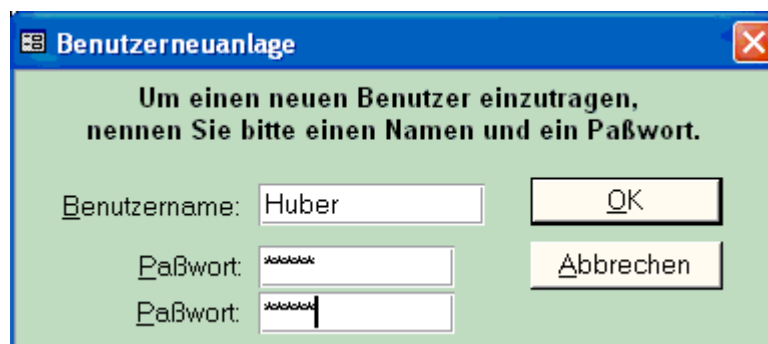 Benutzerneuanlage
Um einen neuen Benutzer einzutragen,
nennen Sie bitte einen Namen und ein Paßwort.
Benutzername: Huber OK
Paßwort: ***** Abbrechen
Paßwort: *****